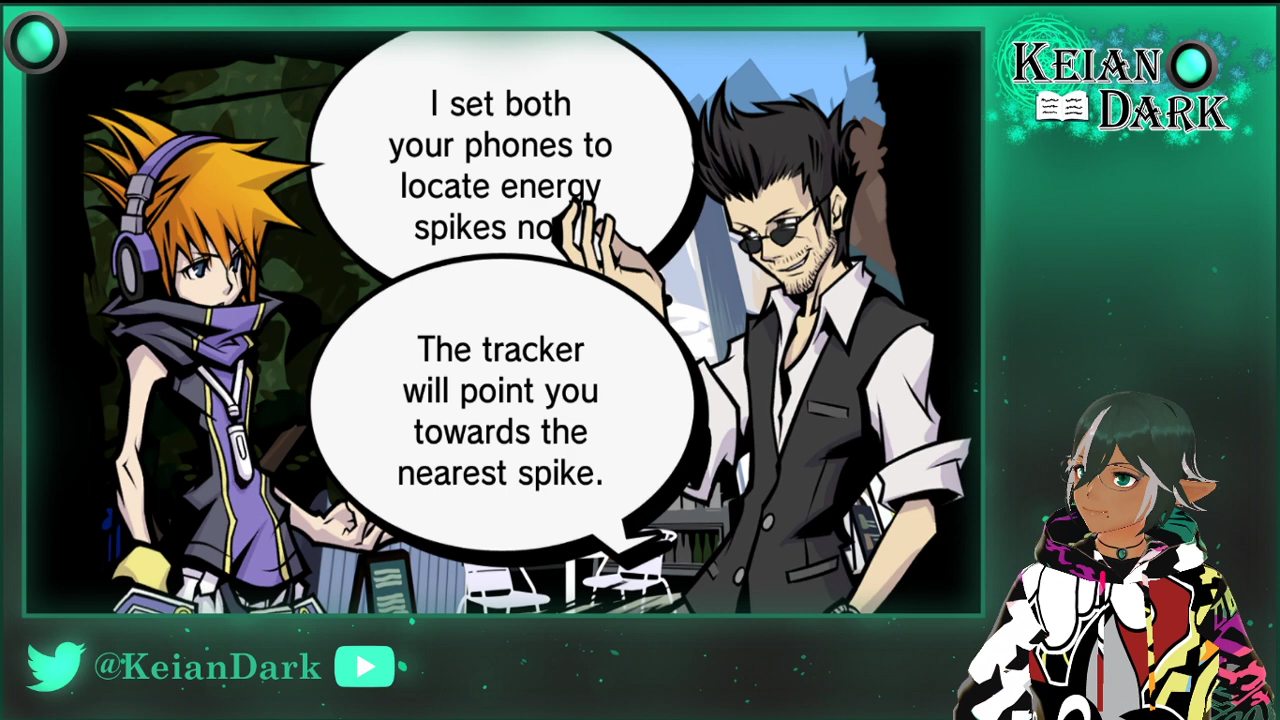 I set both
your phones to
locate energy
spikes no
The tracker
will point you
towards the
nearest spike.
KEIAN
DARK
@KeianDark